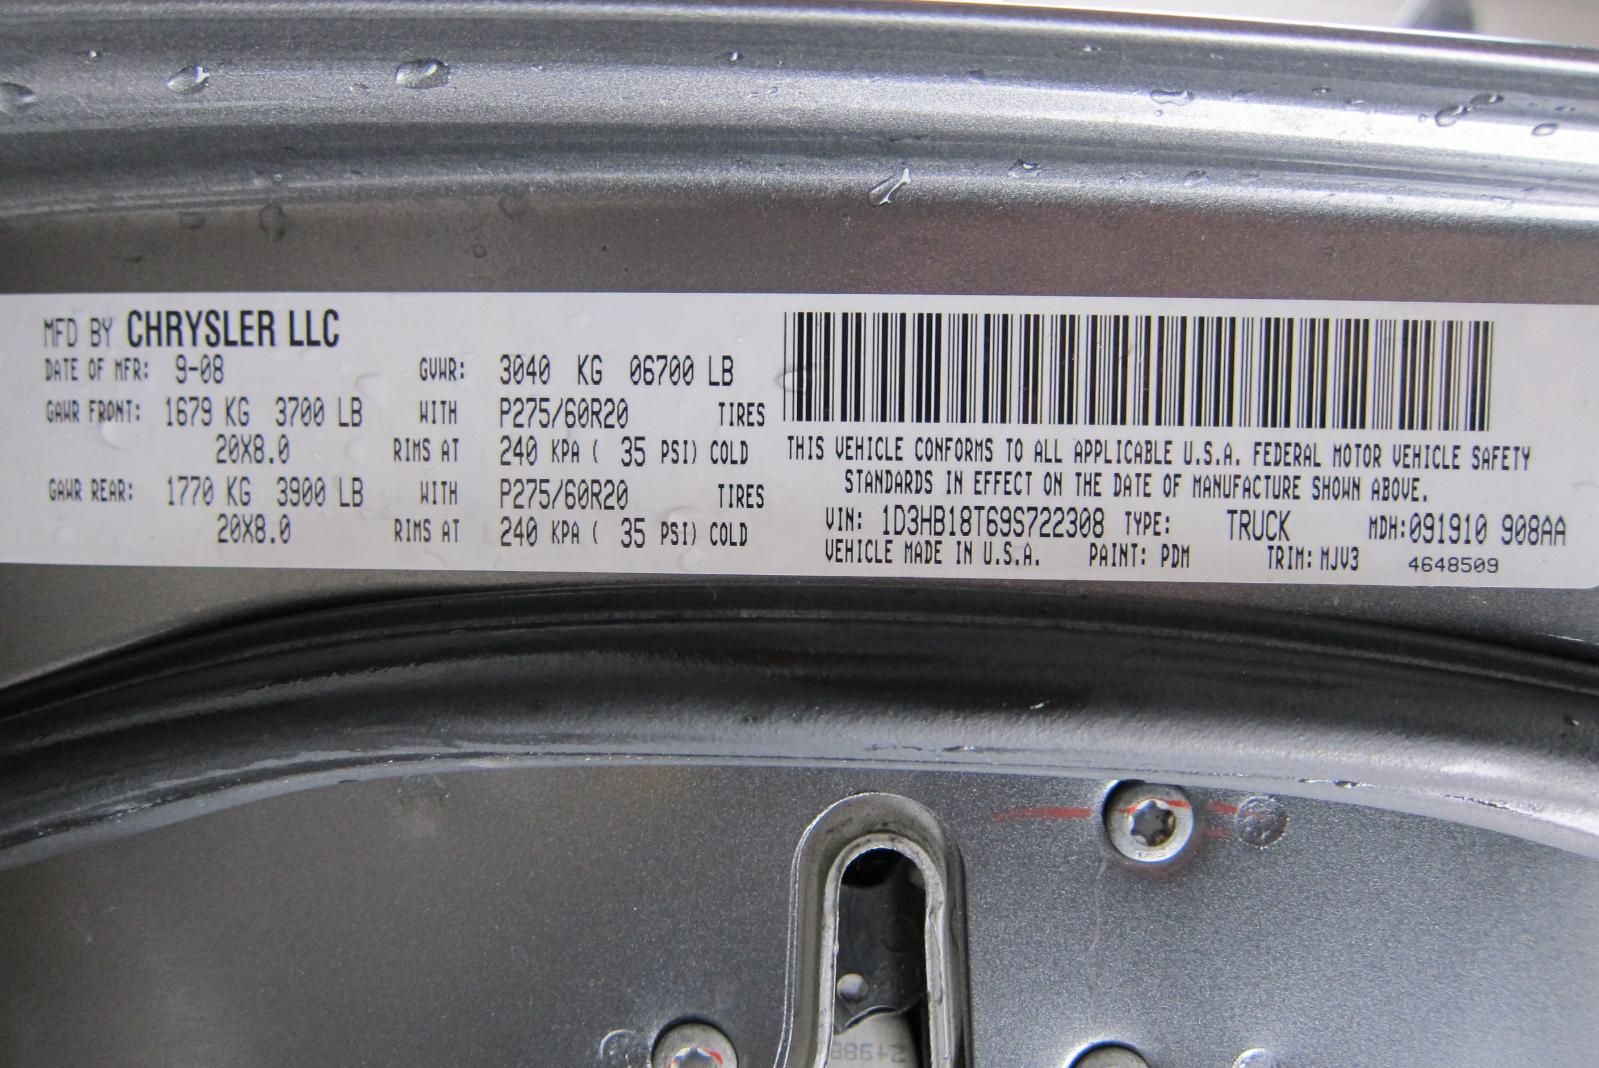 MFD BY CHRYSLER LLC
DATE OF MFR: 9-08 GVWR: 3040 KG 06700 LB
GAWR FRONT: 1679 KG 3700 LB WITH P275/60R20 TIRES
20X8.0 RIMS AT 240 KPA ( 35 PSI) COLD
GAWR REAR: 1770 KG 3900 LB WITH P275/60R20 TIRES
20X8.0 RIMS AT 240 KPA ( 35 PSI) COLD
THIS VEHICLE CONFORMS TO ALL APPLICABLE U.S.A. FEDERAL MOTOR VEHICLE SAFETY
STANDARDS IN EFFECT ON THE DATE OF MANUFACTURE SHOWN ABOVE.
VIN: 1D3HB18T69S722308 TYPE: TRUCK MDH:091910 908AA
VEHICLE MADE IN U.S.A. PAINT: PDM TRIM: MJV3 4648509